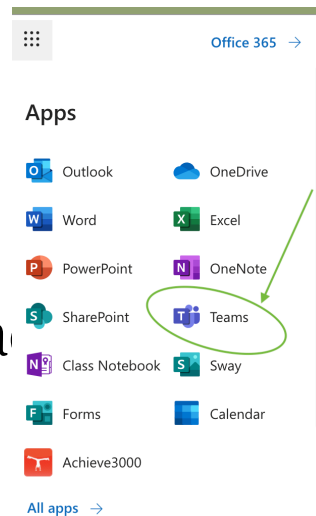 Office 365 →
Apps
Outlook OneDrive
Word Excel
PowerPoint OneNote
SharePoint Teams
Class Notebook Sway
Forms Calendar
Achieve3000
All apps →